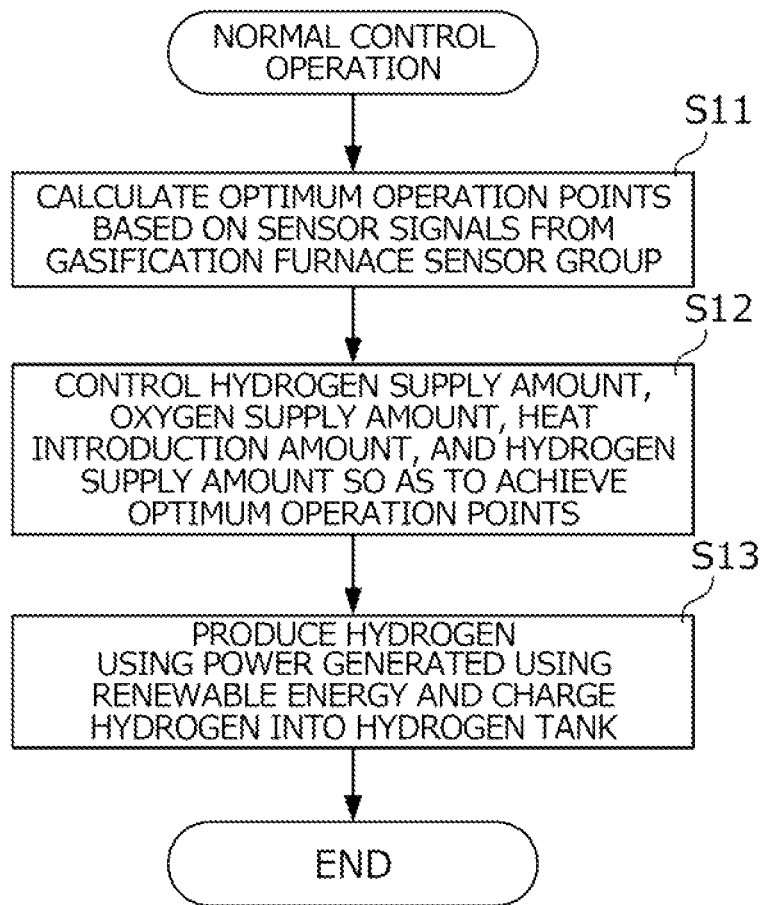 NORMAL CONTROL
OPERATION
S11
CALCULATE OPTIMUM OPERATION POINTS
BASED ON SENSOR SIGNALS FROM
GASIFICATION FURNACE SENSOR GROUP
S12
CONTROL HYDROGEN SUPPLY AMOUNT,
OXYGEN SUPPLY AMOUNT, HEAT
INTRODUCTION AMOUNT, AND HYDROGEN
SUPPLY AMOUNT SO AS TO ACHIEVE
OPTIMUM OPERATION POINTS
S13
PRODUCE HYDROGEN
USING POWER GENERATED USING
RENEWABLE ENERGY AND CHARGE
HYDROGEN INTO HYDROGEN TANK
END